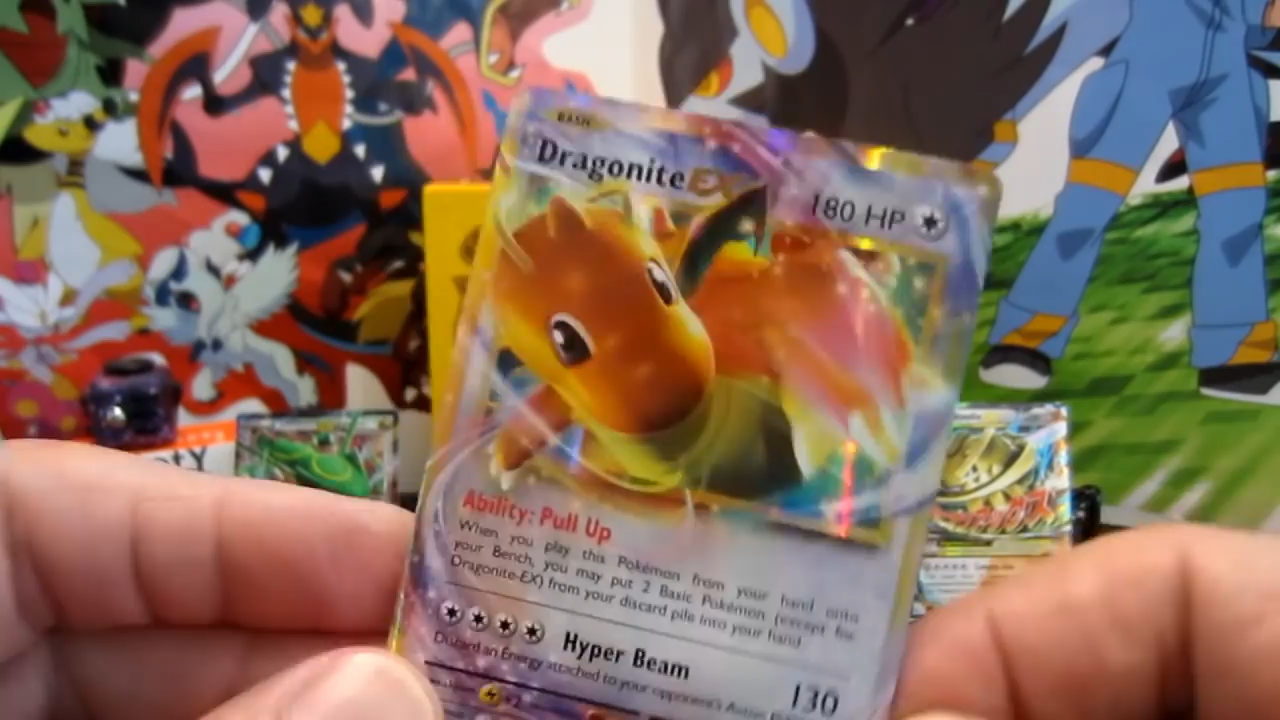 BASIC
Dragonite EX
180 HP
Ability: Pull Up
When you play this Pokémon from your hand onto
your Bench, you may put 2 Basic Pokémon (except for
Dragonite-EX) from your discard pile into your hand.
Hyper Beam 130
Discard an Energy attached to your opponent's Active
×2